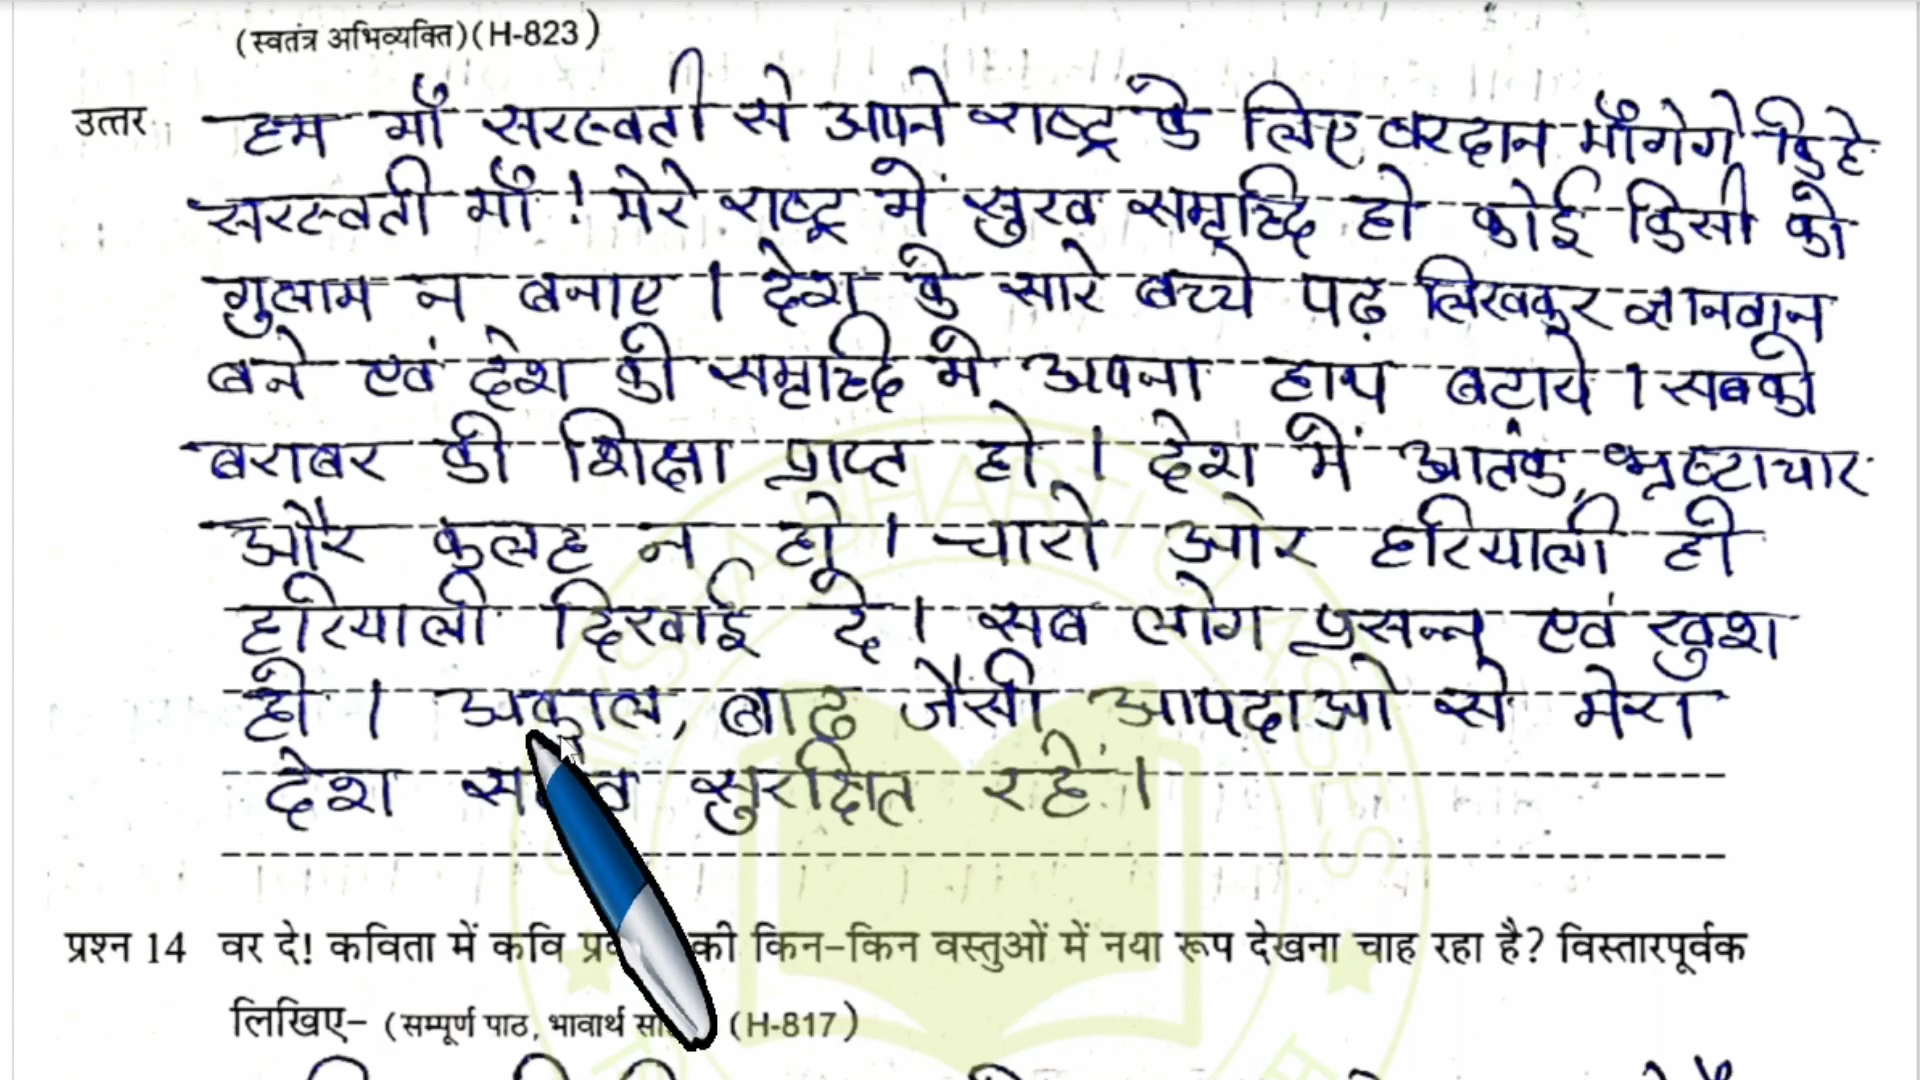 (स्वतंत्र अभिव्यक्ति)(H-823)
उत्तर हम माँ सरस्वती से अपने राष्ट्र के लिए वरदान माँगेगे कि हे
सरस्वती माँ ! मेरे राष्ट्र में सुख समृद्धि हो कोई किसी को
गुलाम न बनाए । देश के सारे बच्चे पढ़ लिखकर ज्ञानवान
बने एवं देश की समृद्धि मे अपना हाथ बटाये । सबको
बराबर की शिक्षा प्राप्त हो । देश में आतंक, भ्रष्टाचार
और कलह न हो । चारो ओर हरियाली ही
हरियाली दिखाई दे । सब लोग प्रसन्न एवं खुश
हो । अकाल, बाढ जैसी आपदाओ से मेरा
देश सुरक्षित रहें ।
प्रश्न 14 वर दे! कविता में कवि की किन-किन वस्तुओं में नया रूप देखना चाह रहा है? विस्तारपूर्वक
लिखिए- (सम्पूर्ण पाठ, भावार्थ (H-817)